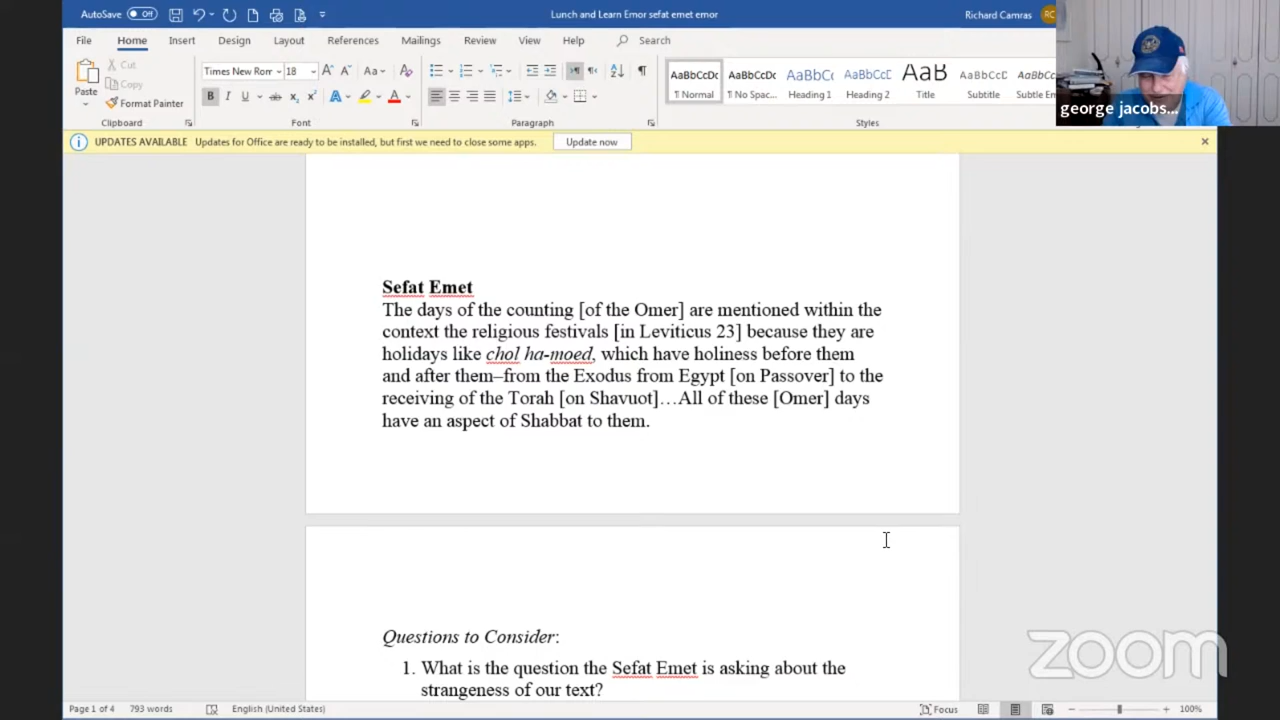 AutoSave Off Lunch and Learn Emor sefat emet emor Richard Camras RC
File Home Insert Design Layout References Mailings Review View Help Search
Paste Cut Copy Format Painter
Times New Rom 18
AaBbCcDc AaBbCcDc AaBbCc AaBbCcD AaB AaBbCcD AaBbCcD
¶ Normal ¶ No Spac... Heading 1 Heading 2 Title Subtitle Subtle Em
Clipboard Font Paragraph Styles
george jacobs...
UPDATES AVAILABLE Updates for Office are ready to be installed, but first we need to close some apps. Update now
Sefat Emet
The days of the counting [of the Omer] are mentioned within the
context the religious festivals [in Leviticus 23] because they are
holidays like chol ha-moed, which have holiness before them
and after them–from the Exodus from Egypt [on Passover] to the
receiving of the Torah [on Shavuot]…All of these [Omer] days
have an aspect of Shabbat to them.
Questions to Consider:
1. What is the question the Sefat Emet is asking about the
strangeness of our text?
zoom
Page 1 of 4 793 words English (United States) Focus 100%